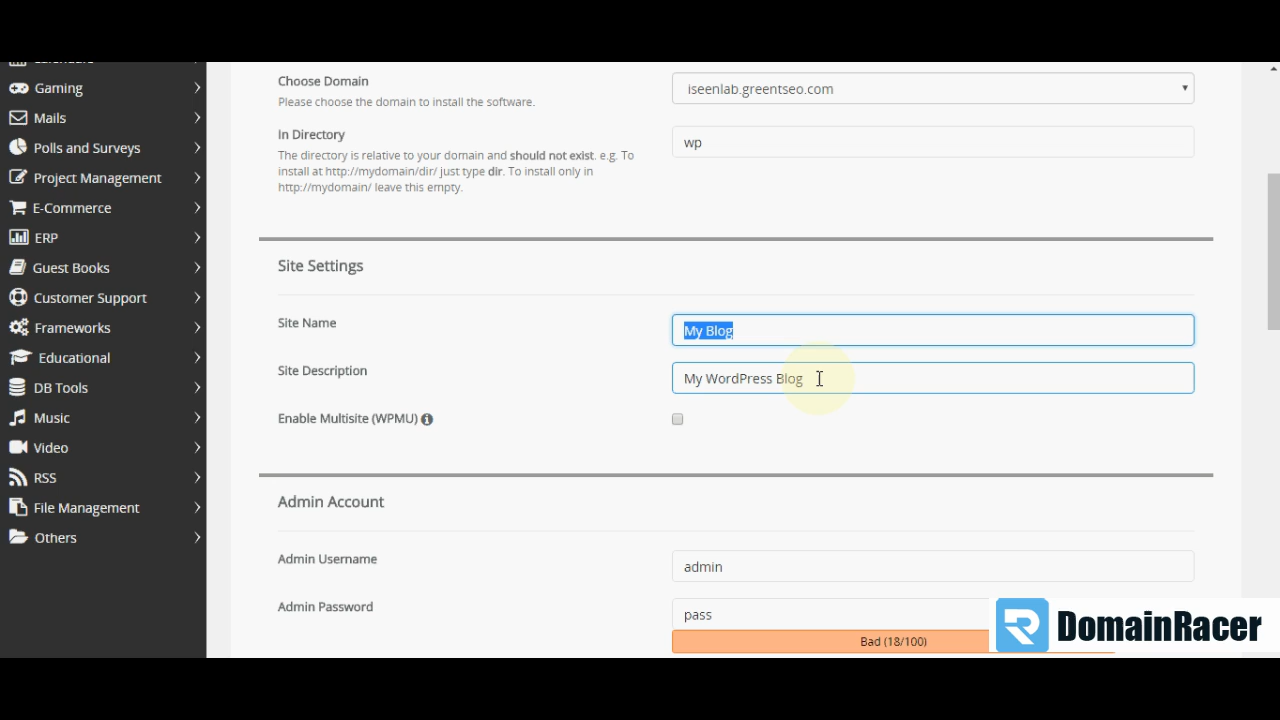 Gaming
Mails
Polls and Surveys
Project Management
E-Commerce
ERP
Guest Books
Customer Support
Frameworks
Educational
DB Tools
Music
Video
RSS
File Management
Others
Choose Domain
Please choose the domain to install the software.
iseenlab.greentseo.com
In Directory
The directory is relative to your domain and should not exist. e.g. To
install at http://mydomain/dir/ just type dir. To install only in
http://mydomain/ leave this empty.
wp
Site Settings
Site Name
My Blog
Site Description
My WordPress Blog
Enable Multisite (WPMU)
Admin Account
Admin Username
admin
Admin Password
pass
Bad (18/100)
DomainRacer